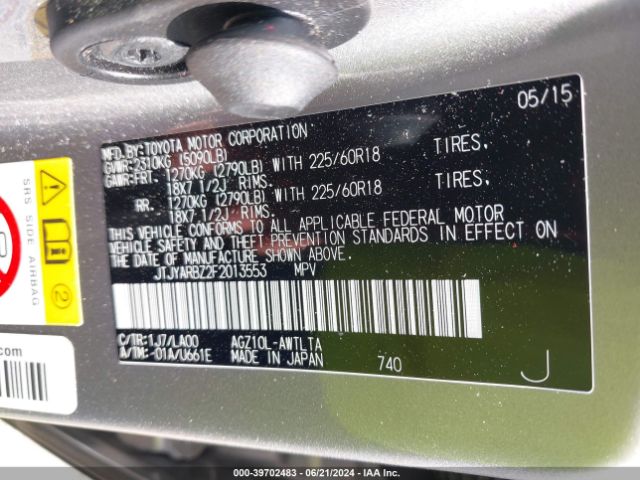 05/15
MFD.BY:TOYOTA MOTOR CORPORATION
GVWR:2310KG (5090LB)
GAWR:FRT 1270KG (2790LB) WITH 225/60R18 TIRES,
18X7 1/2J RIMS.
RR 1270KG (2790LB) WITH 225/60R18 TIRES,
18X7 1/2J RIMS.
THIS VEHICLE CONFORMS TO ALL APPLICABLE FEDERAL MOTOR
VEHICLE SAFETY AND THEFT PREVENTION STANDARDS IN EFFECT ON
THE DATE OF MANUFACTURE SHOWN ABOVE.
JTJYARBZ2F2013553 MPV
C/TR:1J7/LA00 AGZ10L-AWTLTA
A/TM:-01A/U661E MADE IN JAPAN 740 J
SRS SIDE AIRBAG
2
.com
00-39702483 - 06/21/2024 - IAA Inc.